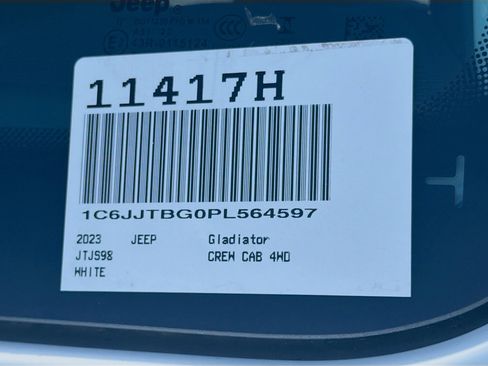 Jeep
11417H
1C6JJTBG0PL564597
2023 JEEP Gladiator
JTJS98 CREW CAB 4WD
WHITE